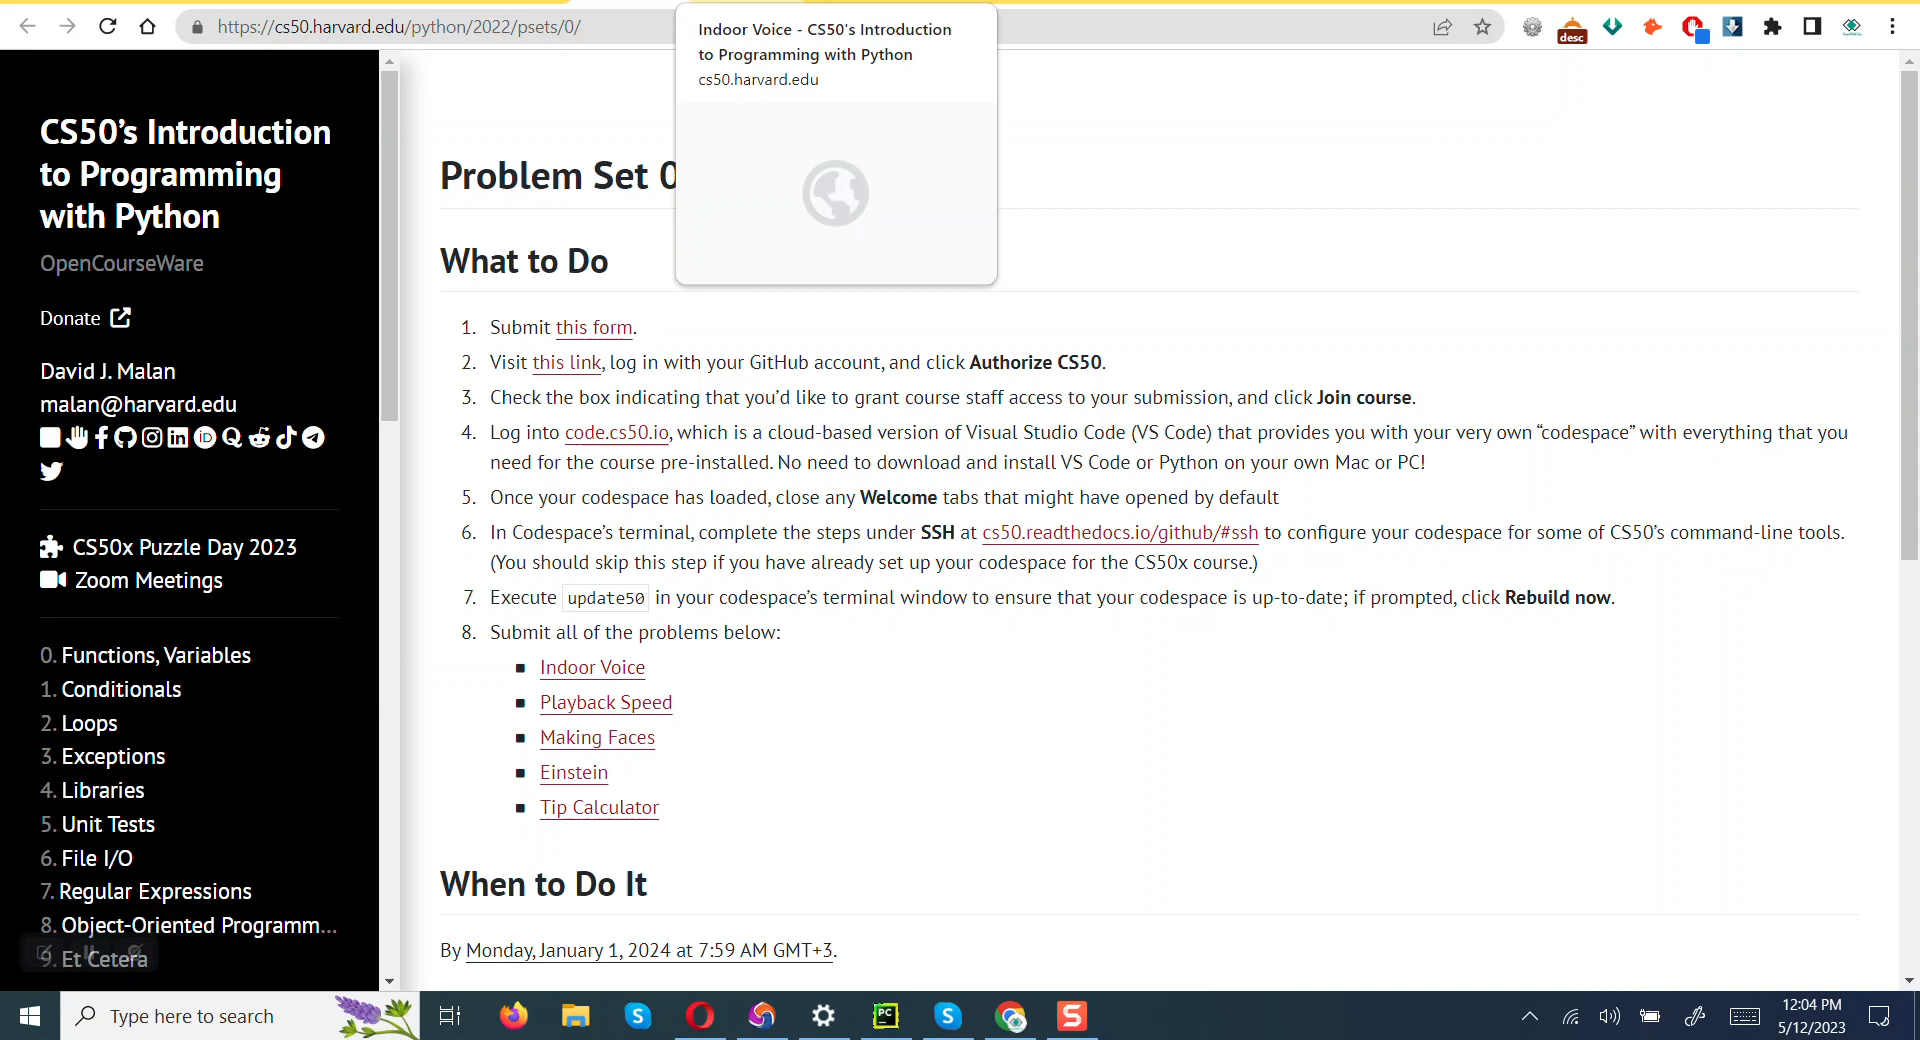 https://cs50.harvard.edu/python/2022/psets/0/
desc
Indoor Voice - CS50's Introduction
to Programming with Python
cs50.harvard.edu
CS50’s Introduction
to Programming
with Python
OpenCourseWare
Donate
David J. Malan
malan@harvard.edu
CS50x Puzzle Day 2023
Zoom Meetings
0. Functions, Variables
1. Conditionals
2. Loops
3. Exceptions
4. Libraries
5. Unit Tests
6. File I/O
7. Regular Expressions
8. Object-Oriented Programm...
9. Et Cetera
Problem Set 0
What to Do
1. Submit this form.
2. Visit this link, log in with your GitHub account, and click Authorize CS50.
3. Check the box indicating that you’d like to grant course staff access to your submission, and click Join course.
4. Log into code.cs50.io, which is a cloud-based version of Visual Studio Code (VS Code) that provides you with your very own “codespace” with everything that you
need for the course pre-installed. No need to download and install VS Code or Python on your own Mac or PC!
5. Once your codespace has loaded, close any Welcome tabs that might have opened by default
6. In Codespace’s terminal, complete the steps under SSH at cs50.readthedocs.io/github/#ssh to configure your codespace for some of CS50’s command-line tools.
(You should skip this step if you have already set up your codespace for the CS50x course.)
7. Execute update50 in your codespace’s terminal window to ensure that your codespace is up-to-date; if prompted, click Rebuild now.
8. Submit all of the problems below:
Indoor Voice
Playback Speed
Making Faces
Einstein
Tip Calculator
When to Do It
By Monday, January 1, 2024 at 7:59 AM GMT+3.
Type here to search
PC
12:04 PM
5/12/2023